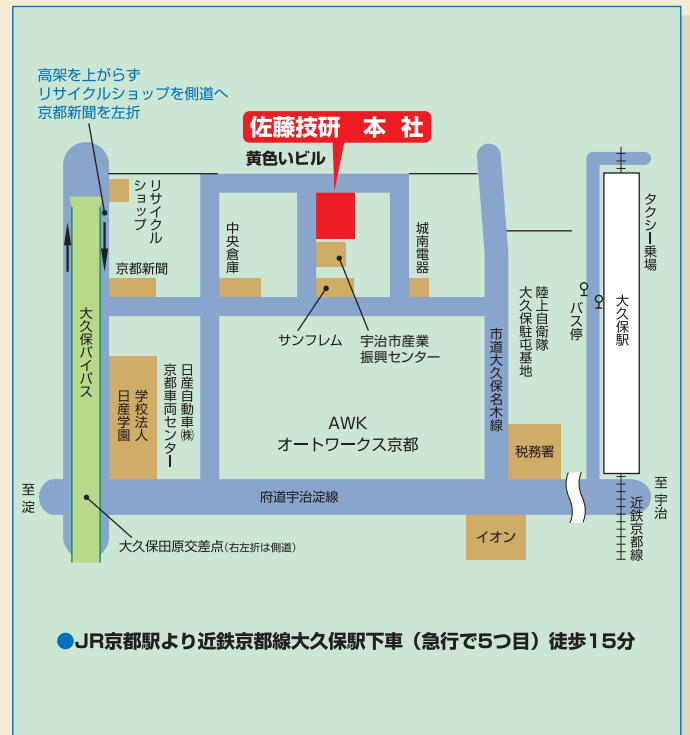 高架を上がらず
リサイクルショップを側道へ
京都新聞を左折
佐藤技研　本　社
黄色いビル
リサイクル
ショップ
京都新聞
中央倉庫
城南電器
タクシー乗場
大久保駅
バス停
陸上自衛隊
大久保駐屯基地
市道大久保名木線
サンフレム
宇治市産業
振興センター
大久保バイパス
学校法人
日産学園
日産自動車㈱
京都車両センター
AWK
オートワークス京都
税務署
至淀
府道宇治淀線
至宇治
近鉄京都線
イオン
大久保田原交差点(右左折は側道)
●JR京都駅より近鉄京都線大久保駅下車（急行で5つ目）徒歩15分